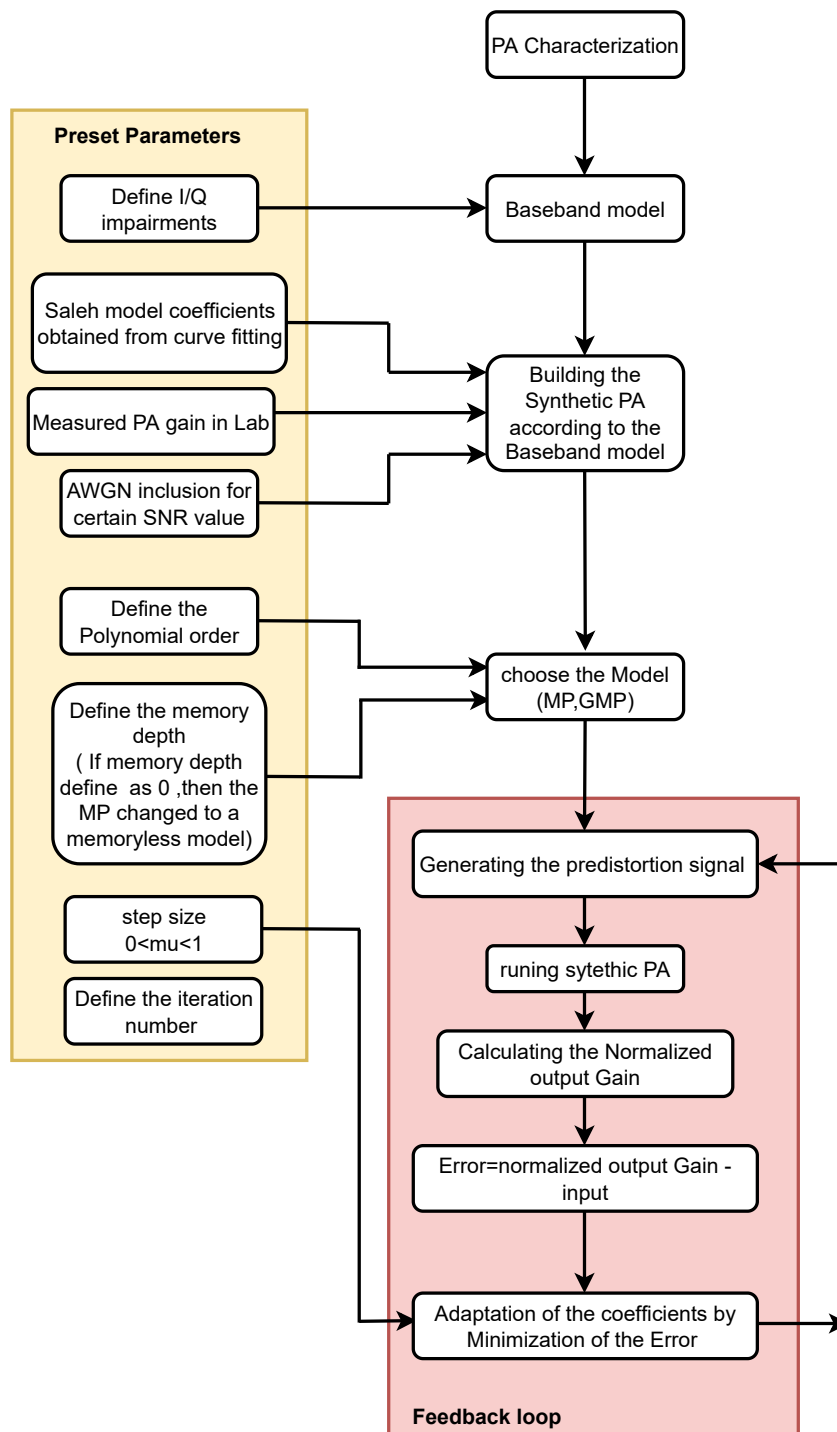 PA Characterization
Preset Parameters
Define I/Q
impairments
Baseband model
Saleh model coefficients
obtained from curve fitting
Measured PA gain in Lab
AWGN inclusion for
certain SNR value
Building the
Synthetic PA
according to the
Baseband model
Define the
Polynomial order
Define the memory
depth
( If memory depth
define as 0 ,then the
MP changed to a
memoryless model)
choose the Model
(MP,GMP)
step size
0<mu<1
Define the iteration
number
Generating the predistortion signal
runing sytethic PA
Calculating the Normalized
output Gain
Error=normalized output Gain -
input
Adaptation of the coefficients by
Minimization of the Error
Feedback loop